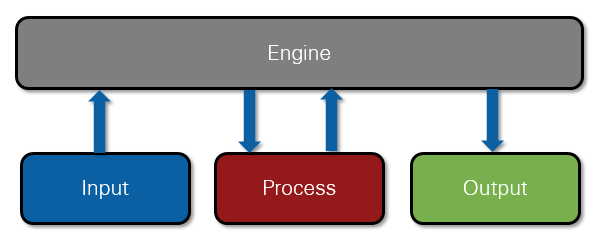 Engine
Input
Process
Output